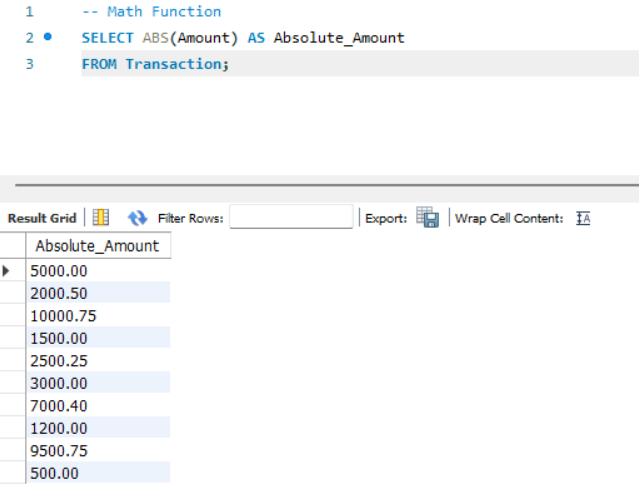 1 -- Math Function
2 SELECT ABS(Amount) AS Absolute_Amount
3 FROM Transaction;
Result Grid Filter Rows: Export: Wrap Cell Content: IA
Absolute_Amount
5000.00
2000.50
10000.75
1500.00
2500.25
3000.00
7000.40
1200.00
9500.75
500.00